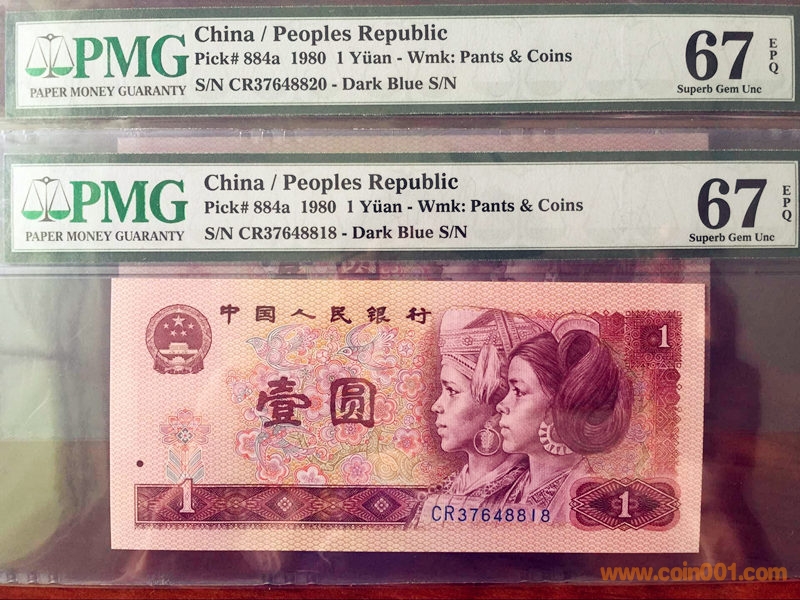 PMG
PAPER MONEY GUARANTY
China / Peoples Republic
Pick# 884a 1980 1 Yüan - Wmk: Pants & Coins
S/N CR37648820 - Dark Blue S/N
67 EPQ
Superb Gem Unc
PMG
PAPER MONEY GUARANTY
China / Peoples Republic
Pick# 884a 1980 1 Yüan - Wmk: Pants & Coins
S/N CR37648818 - Dark Blue S/N
67 EPQ
Superb Gem Unc
壹圆
中国人民银行
1
壹圆
1
CR37648818
1
www.coin001.com